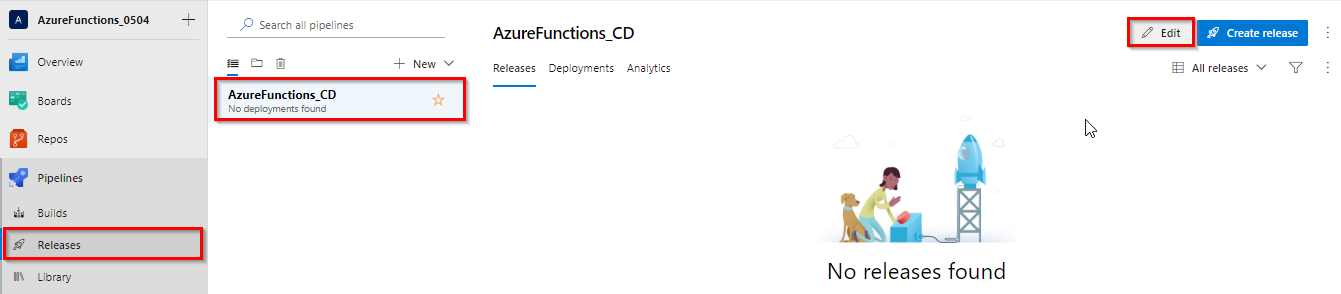 A AzureFunctions_0504
Overview
Boards
Repos
Pipelines
Builds
Releases
Library
Search all pipelines
New
AzureFunctions_CD
No deployments found
AzureFunctions_CD
Edit
Create release
Releases Deployments Analytics
All releases
No releases found